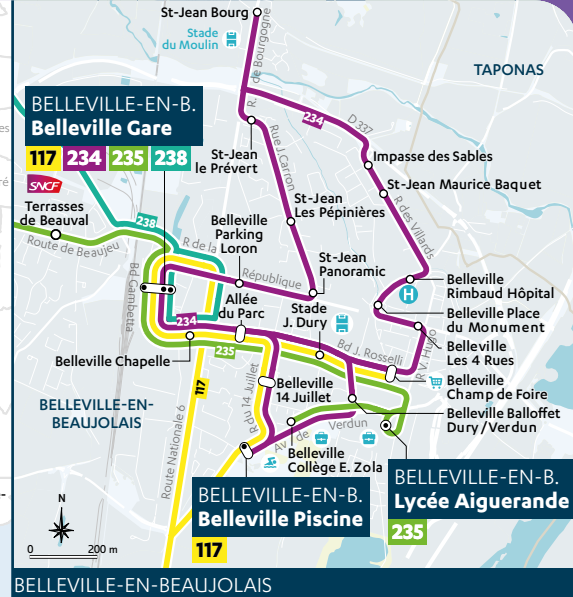 St-Jean Bourg
Stade
du Moulin
R. de Bourgogne
TAPONAS
BELLEVILLE-EN-B.
Belleville Gare
117 234 235 238
SNCF
234
D 337
St-Jean
le Prévert
Rue J Carron
Impasse des Sables
St-Jean Maurice Baquet
R des Villards
Terrasses
de Beauval
238
Route de Beaujeu
Belleville
Parking
Loron
St-Jean
Les Pépinières
R de la République
St-Jean
Panoramic
Bd Gambetta
Allée
du Parc
Stade
J. Dury
H
Belleville
Rimbaud Hôpital
Belleville Place
du Monument
Belleville
Les 4 Rues
234
235
Bd J. Rosselli
R V. Hugo
Belleville Chapelle
Belleville
Champ de Foire
117
R du 14 Juillet
Belleville
14 Juillet
Belleville Balloffet
Dury/Verdun
BELLEVILLE-EN-
BEAUJOLAIS
Route Nationale 6
Av. de Verdun
Belleville
Collège E. Zola
BELLEVILLE-EN-B.
Lycée Aiguerande
235
BELLEVILLE-EN-B.
Belleville Piscine
117
N
0 200 m
BELLEVILLE-EN-BEAUJOLAIS